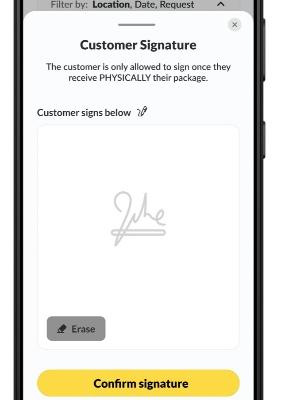 Filter by: Location, Date, Request
Customer Signature
The customer is only allowed to sign once they
receive PHYSICALLY their package.
Customer signs below
Erase
Confirm signature